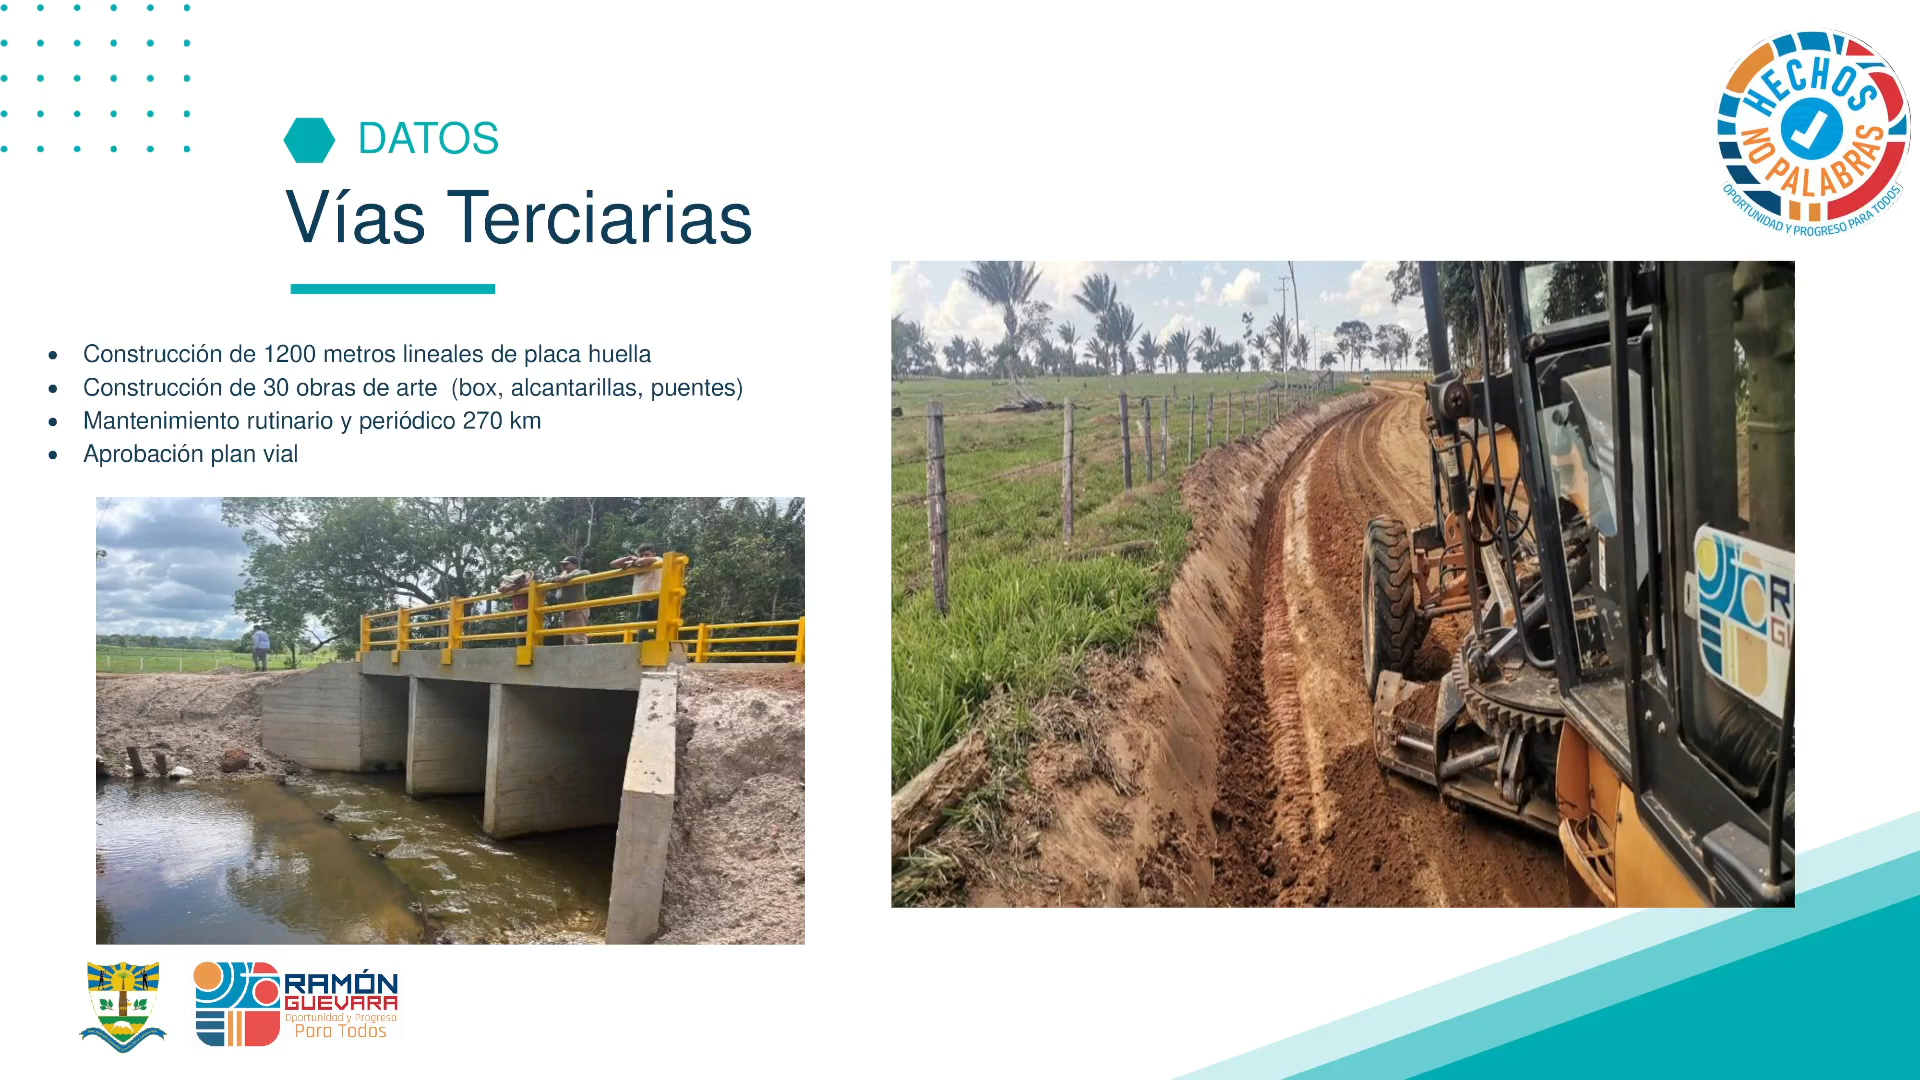 DATOS
Vías Terciarias
HECHOS
NO PALABRAS
OPORTUNIDAD Y PROGRESO PARA TODOS
• Construcción de 1200 metros lineales de placa huella
• Construcción de 30 obras de arte (box, alcantarillas, puentes)
• Mantenimiento rutinario y periódico 270 km
• Aprobación plan vial
R
G
RAMÓN
GUEVARA
Oportunidad y Progreso
Para Todos